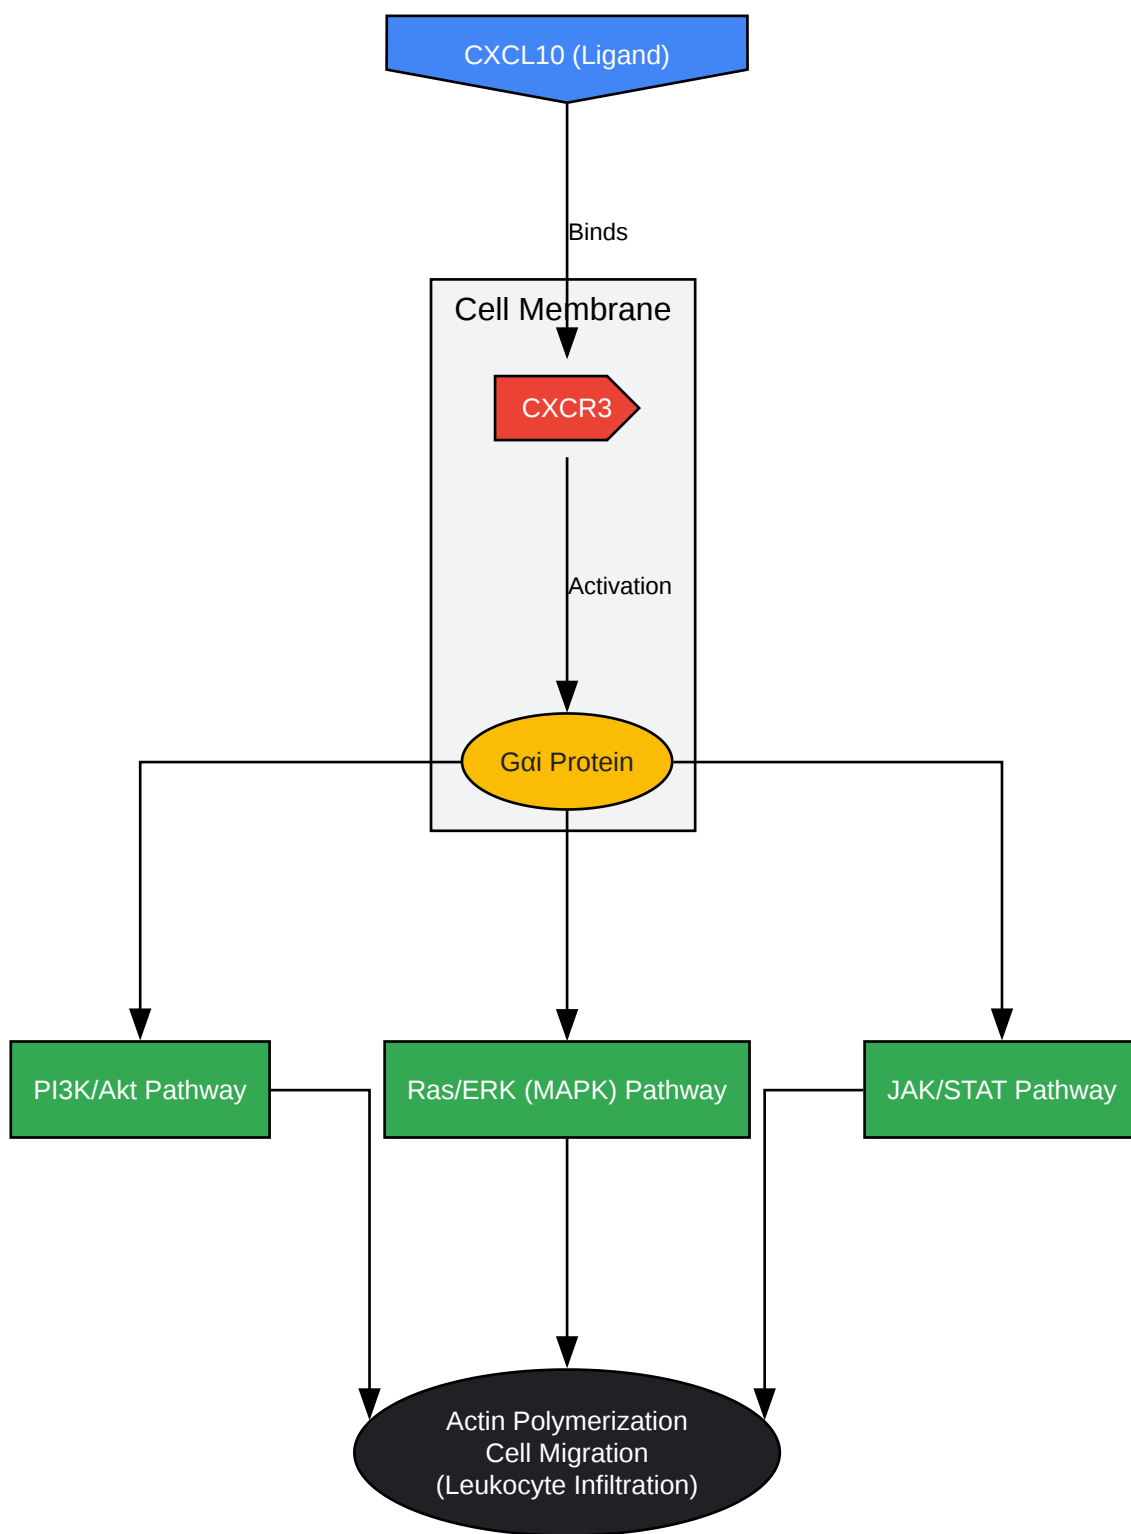 CXCL10 (Ligand)
Binds
Cell Membrane
CXCR3
Activation
Gαi Protein
PI3K/Akt Pathway
Ras/ERK (MAPK) Pathway
JAK/STAT Pathway
Actin Polymerization
Cell Migration
(Leukocyte Infiltration)